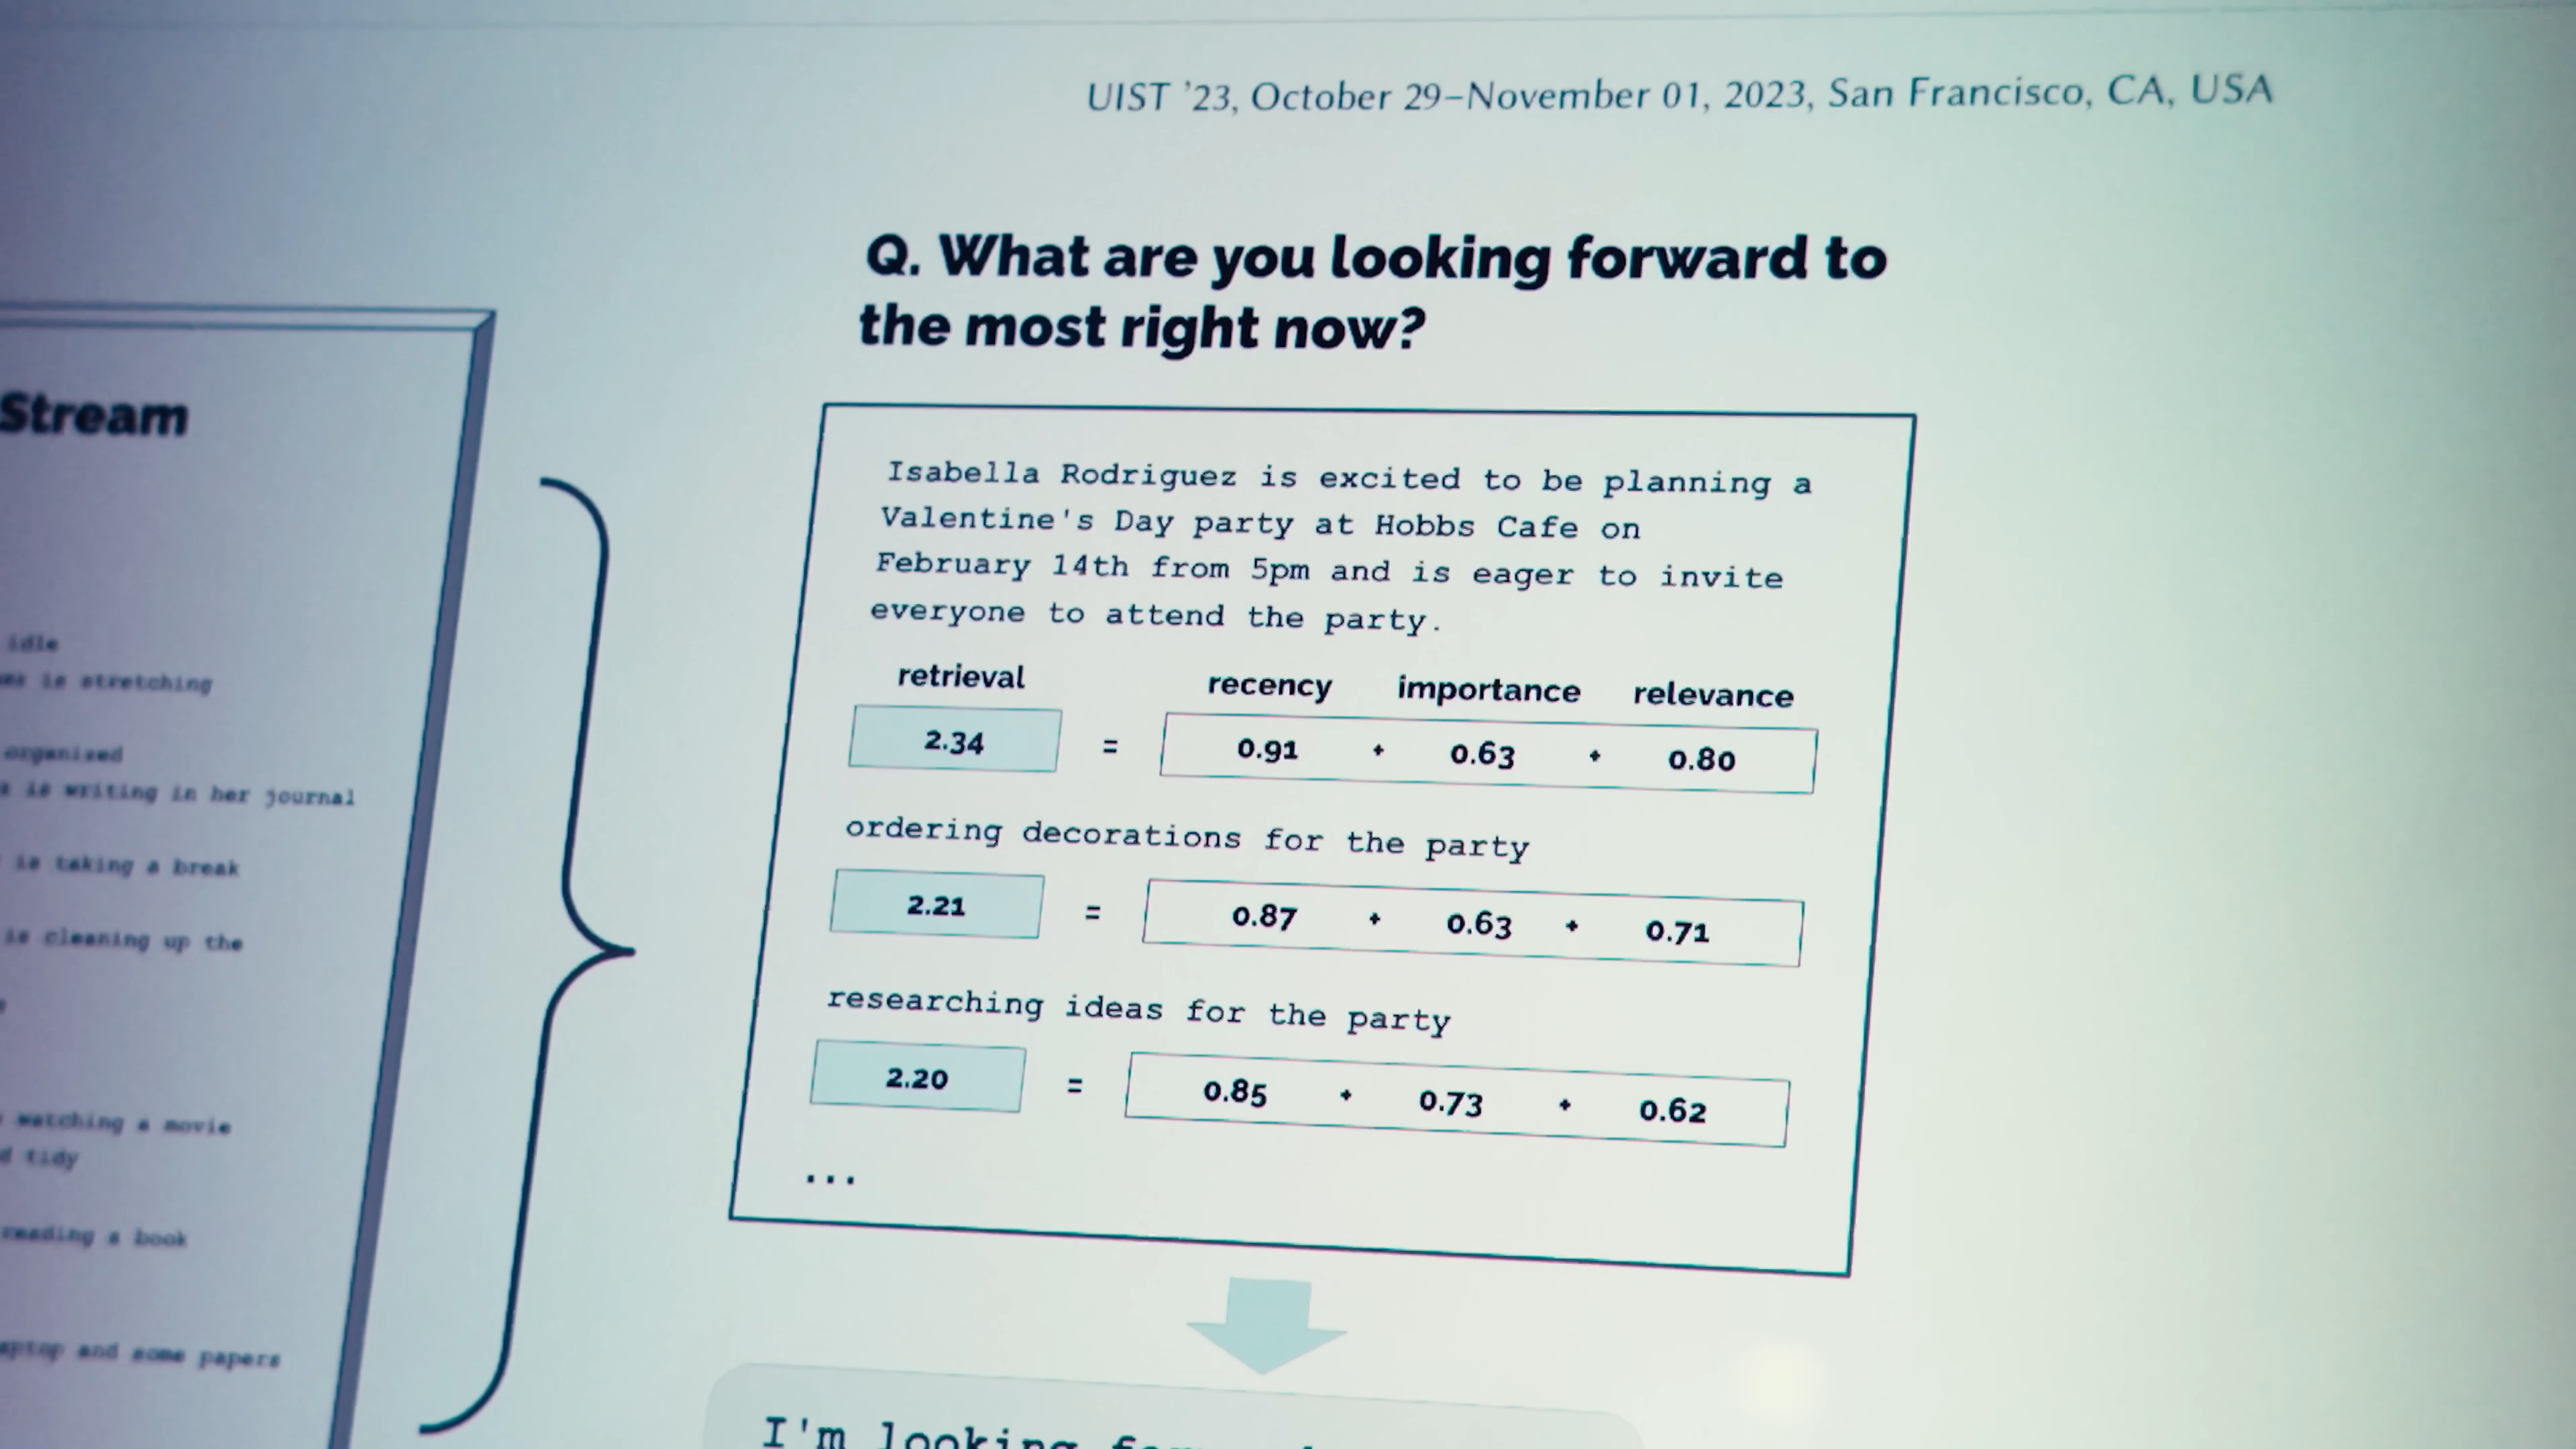 UIST '23, October 29–November 01, 2023, San Francisco, CA, USA
Stream
idle
is stretching
organized
is writing in her journal
is taking a break
is cleaning up the
watching a movie
tidy
reading a book
and some papers
Q. What are you looking forward to
the most right now?
Isabella Rodriguez is excited to be planning a
Valentine's Day party at Hobbs Cafe on
February 14th from 5pm and is eager to invite
everyone to attend the party.
retrieval recency importance relevance
2.34 = 0.91 + 0.63 + 0.80
ordering decorations for the party
2.21 = 0.87 + 0.63 + 0.71
researching ideas for the party
2.20 = 0.85 + 0.73 + 0.62
...
I'm looking